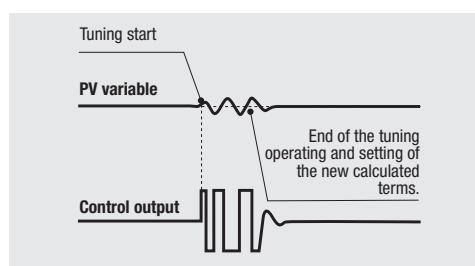 Tuning start
PV variable
End of the tuning
operating and setting of
the new calculated
terms.
Control output